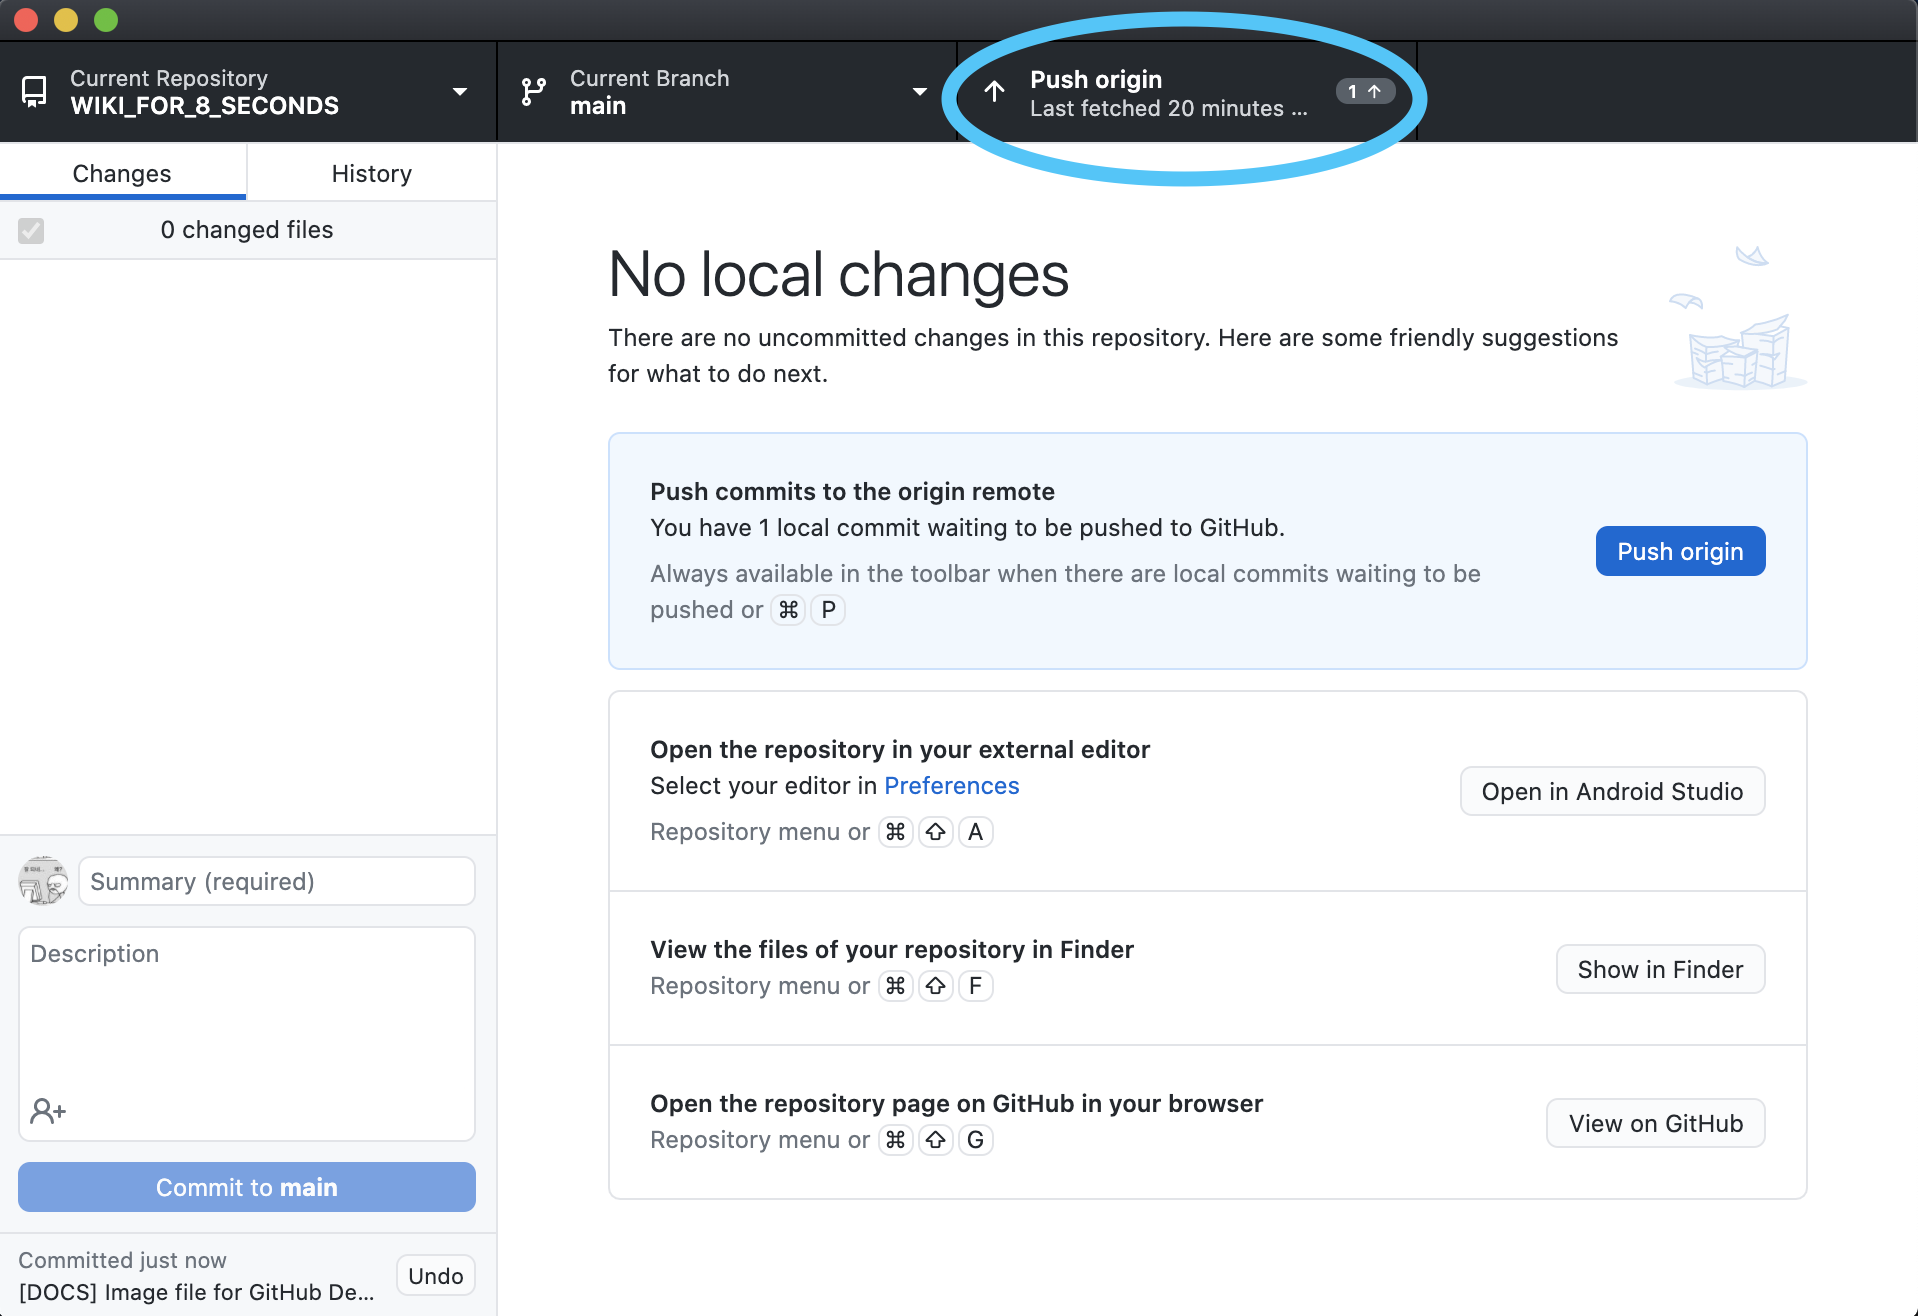 Current Repository
WIKI_FOR_8_SECONDS
Current Branch
main
Push origin
Last fetched 20 minutes ...
1 ↑
Changes
History
0 changed files
No local changes
There are no uncommitted changes in this repository. Here are some friendly suggestions
for what to do next.
Push commits to the origin remote
You have 1 local commit waiting to be pushed to GitHub.
Always available in the toolbar when there are local commits waiting to be
pushed or ⌘ P
Push origin
Open the repository in your external editor
Select your editor in Preferences
Repository menu or ⌘ ⇧ A
Open in Android Studio
View the files of your repository in Finder
Repository menu or ⌘ ⇧ F
Show in Finder
Open the repository page on GitHub in your browser
Repository menu or ⌘ ⇧ G
View on GitHub
Summary (required)
Description
Commit to main
Committed just now
[DOCS] Image file for GitHub De...
Undo